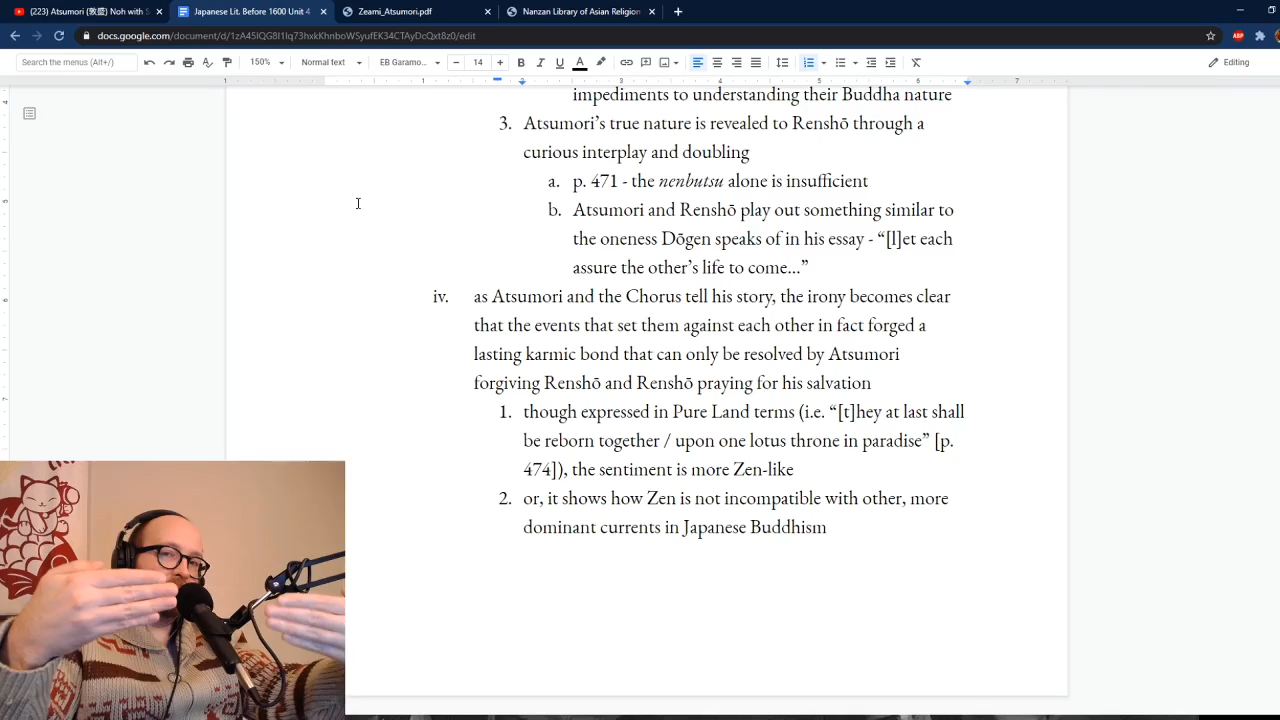 (223) Atsumori (敦盛) Noh with S
Japanese Lit. Before 1600 Unit 4
Zeami_Atsumori.pdf
Nanzan Library of Asian Religion
Search the menus (Alt+/)
150%
Normal text
EB Garamo...
14
Editing
impediments to understanding their Buddha nature
3. Atsumori’s true nature is revealed to Renshō through a
curious interplay and doubling
a. p. 471 - the nenbutsu alone is insufficient
b. Atsumori and Renshō play out something similar to
the oneness Dōgen speaks of in his essay - “[l]et each
assure the other’s life to come...”
iv. as Atsumori and the Chorus tell his story, the irony becomes clear
that the events that set them against each other in fact forged a
lasting karmic bond that can only be resolved by Atsumori
forgiving Renshō and Renshō praying for his salvation
1. though expressed in Pure Land terms (i.e. “[t]hey at last shall
be reborn together / upon one lotus throne in paradise” [p.
474]), the sentiment is more Zen-like
2. or, it shows how Zen is not incompatible with other, more
dominant currents in Japanese Buddhism